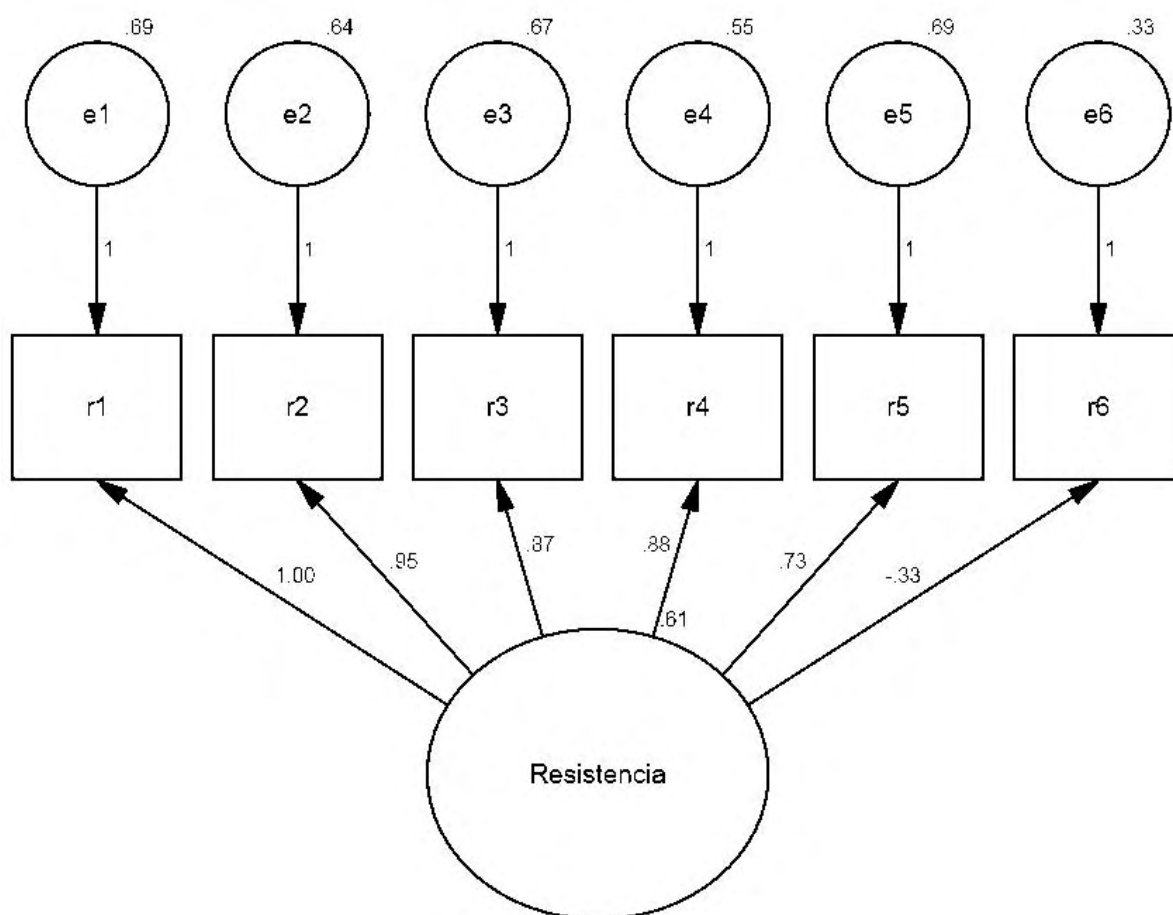 .69 .64 .67 .55 .69 .33
e1 e2 e3 e4 e5 e6
1 1 1 1 1 1
r1 r2 r3 r4 r5 r6
1.00 .95 .87 .88 .73 -.33
.61
Resistencia